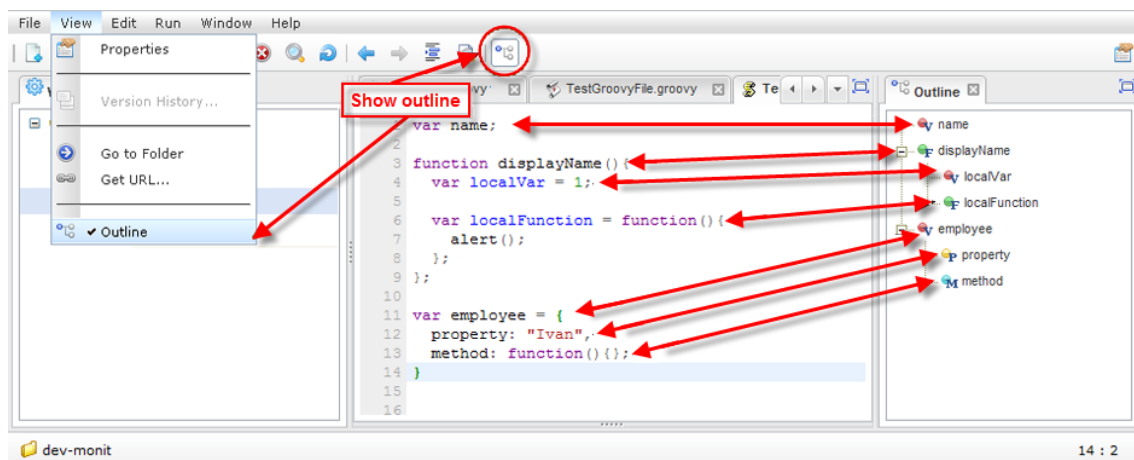 File View Edit Run Window Help
Properties
Version History...
Go to Folder
Get URL...
Outline
Show outline
TestGroovyFile.groovy
Te
1 var name;
2
3 function displayName(){
4 var localVar = 1;
5
6 var localFunction = function(){
7 alert();
8 };
9 };
10
11 var employee = {
12 property: "Ivan",
13 method: function(){};
14 }
15
16
Outline
name
displayName
localVar
localFunction
employee
property
method
dev-monit
14 : 2